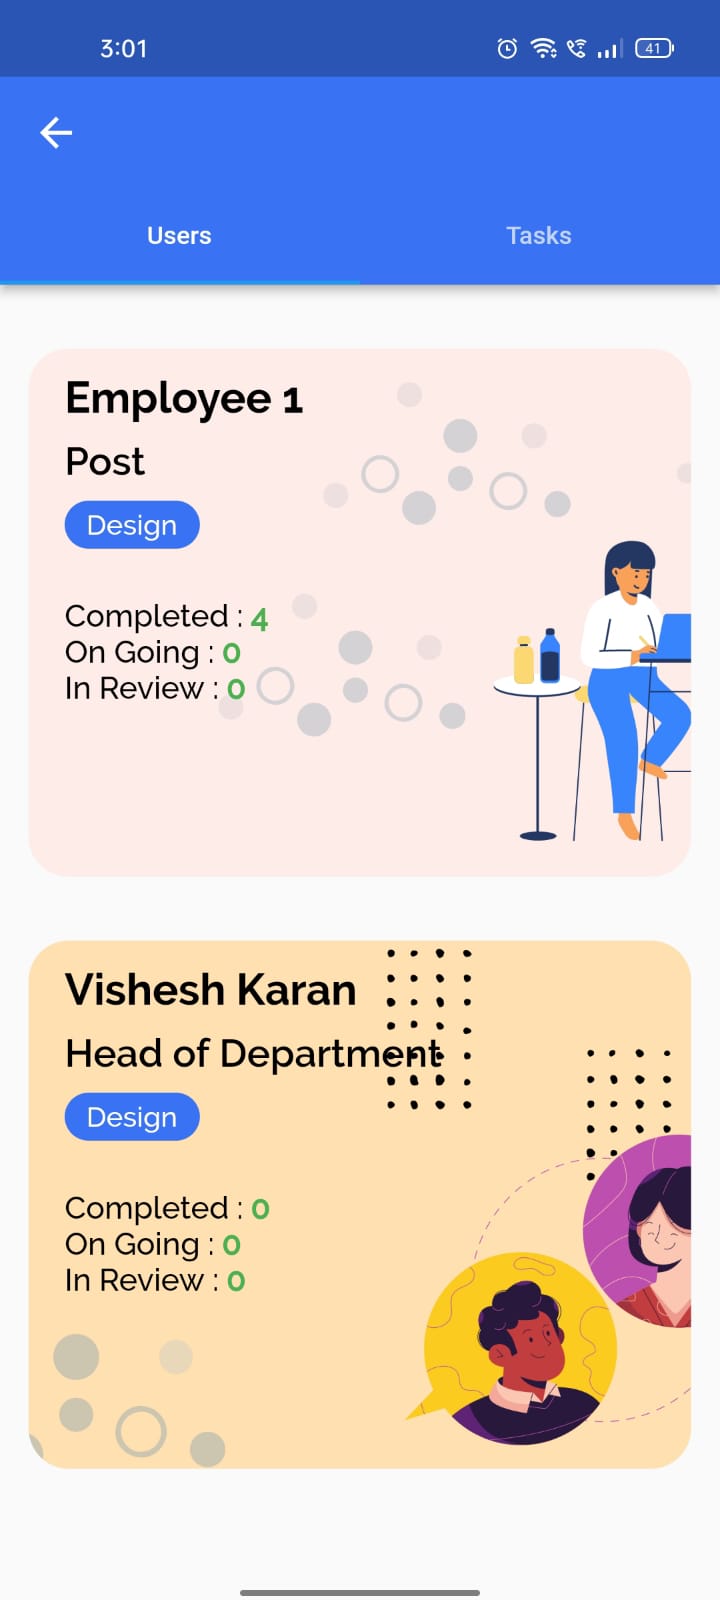 3:01
41
Users
Tasks
Employee 1
Post
Design
Completed : 4
On Going : 0
In Review : 0
Vishesh Karan
Head of Department
Design
Completed : 0
On Going : 0
In Review : 0